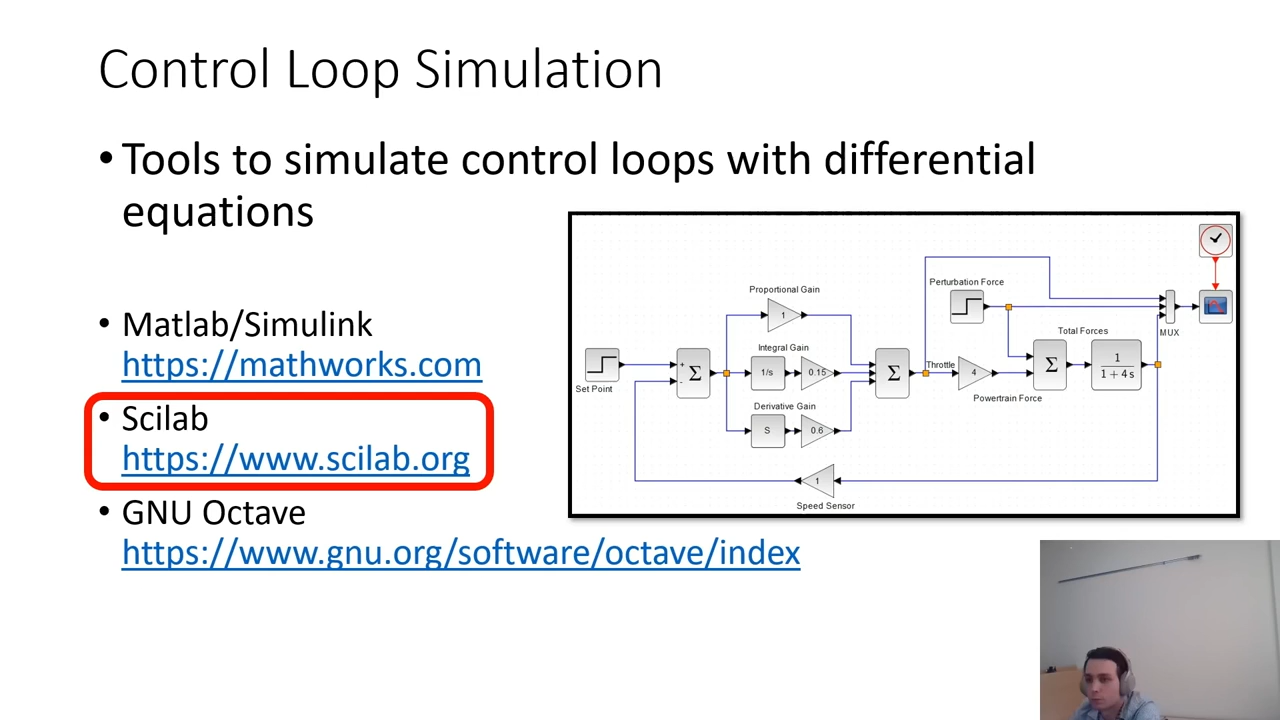 Control Loop Simulation
• Tools to simulate control loops with differential
equations
• Matlab/Simulink
https://mathworks.com
• Scilab
https://www.scilab.org
• GNU Octave
https://www.gnu.org/software/octave/index
Set Point
+
-
Σ
Proportional Gain
1
Integral Gain
1/s
0.15
Derivative Gain
S
0.6
Σ
Throttle
4
Powertrain Force
Perturbation Force
Total Forces
Σ
1
1 + 4 s
MUX
1
Speed Sensor